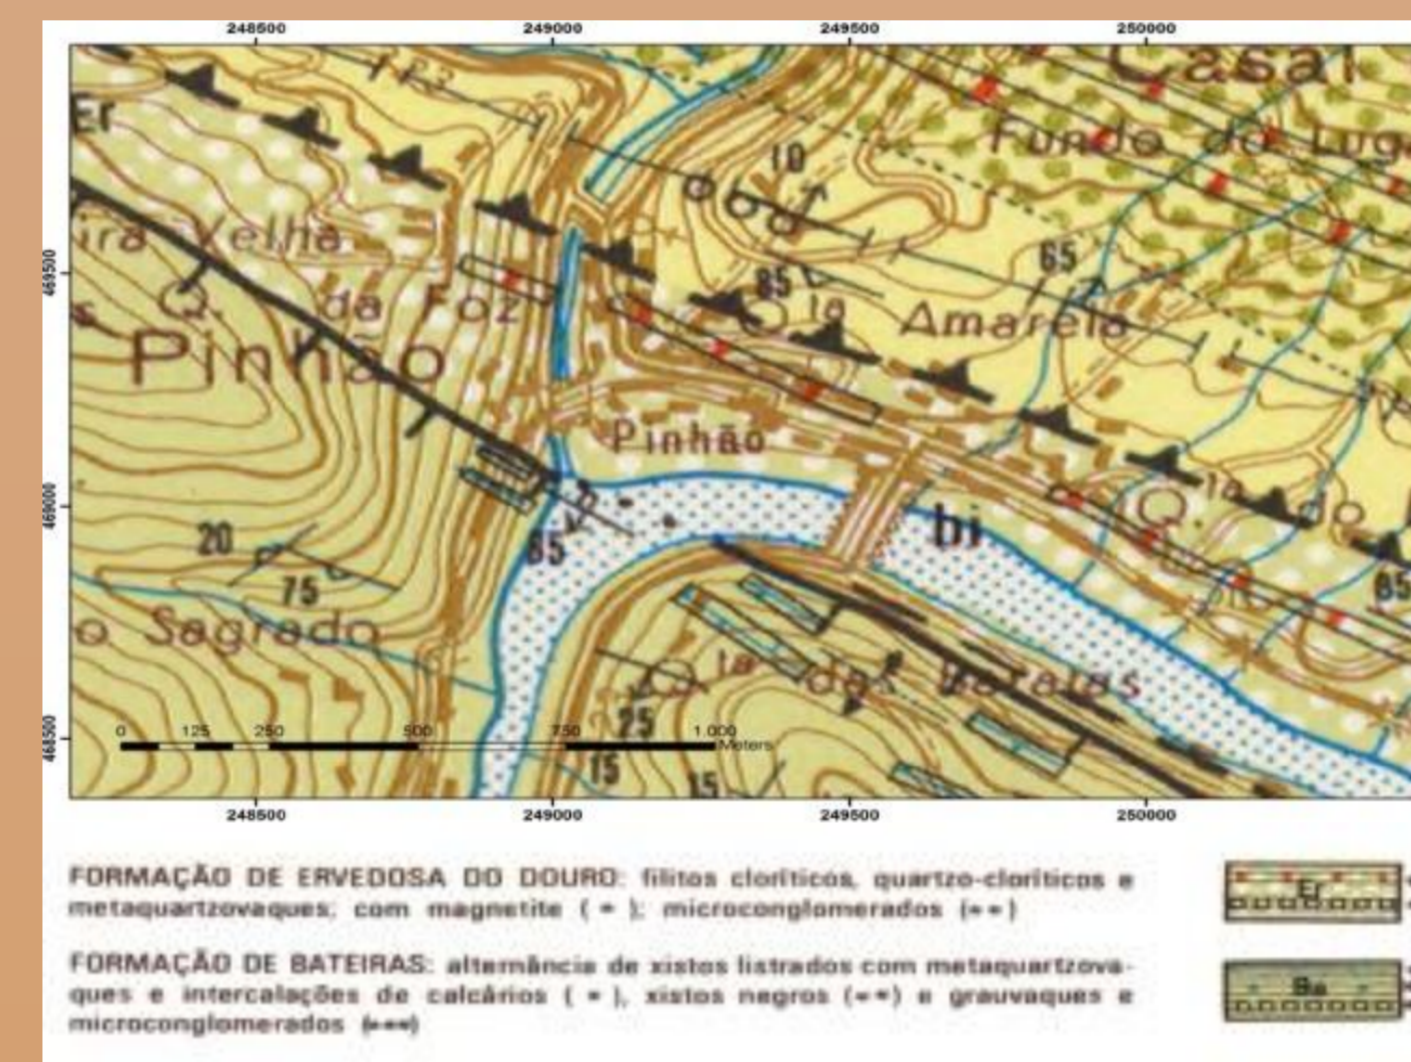 248500 249000 249500 250000
Casal
Er
10
Fundo do Lug
ira Velha
65
469500
85
Q. da Foz
Qta Amarela
Pinhão
Pinhão
469000
bi
Q. ta do
20
85
85
75
o Sagrado
Qta das
25
0 125 250 500 750 1.000
Meters
468500
15
15
248500 249000 249500 250000
FORMAÇÃO DE ERVEDOSA DO DOURO: filitos cloríticos, quartzo-cloríticos e
metaquartzovaques; com magnetite ( * ); microconglomerados (**)
Er
FORMAÇÃO DE BATEIRAS: alternância de xistos listrados com metaquartzova-
ques e intercalações de calcários ( * ), xistos negros (**) e grauvaques e
microconglomerados (***)
Ba